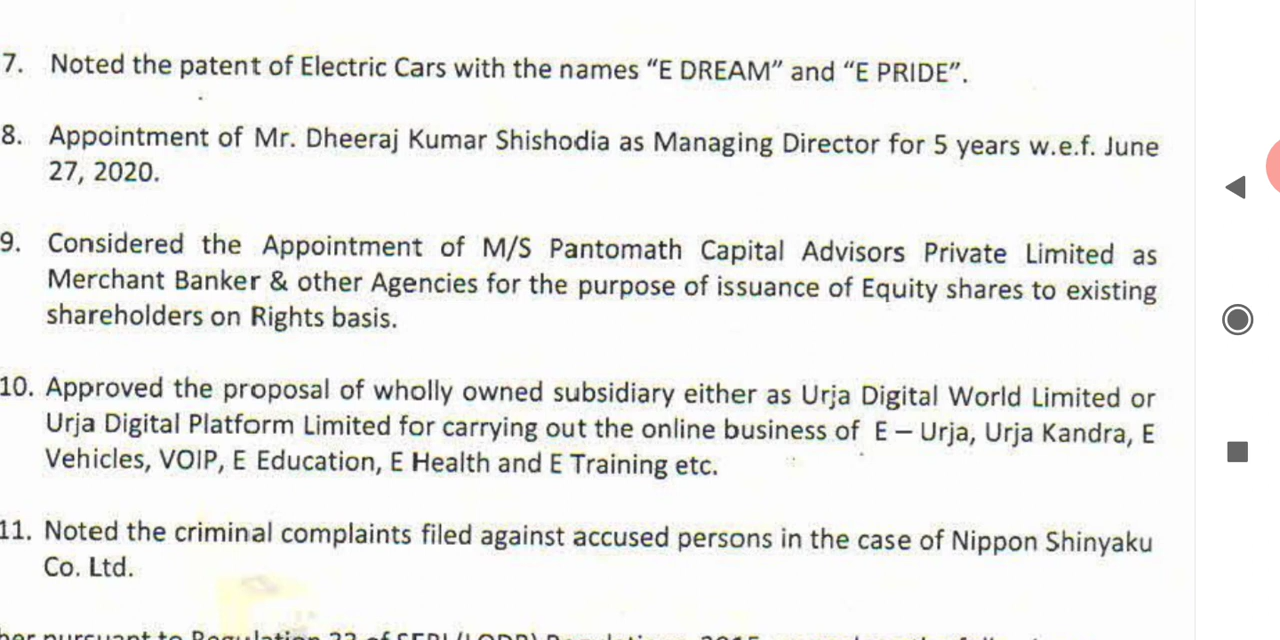 7. Noted the patent of Electric Cars with the names “E DREAM” and “E PRIDE”.
8. Appointment of Mr. Dheeraj Kumar Shishodia as Managing Director for 5 years w.e.f. June
27, 2020.
9. Considered the Appointment of M/S Pantomath Capital Advisors Private Limited as
Merchant Banker & other Agencies for the purpose of issuance of Equity shares to existing
shareholders on Rights basis.
10. Approved the proposal of wholly owned subsidiary either as Urja Digital World Limited or
Urja Digital Platform Limited for carrying out the online business of E – Urja, Urja Kandra, E
Vehicles, VOIP, E Education, E Health and E Training etc.
11. Noted the criminal complaints filed against accused persons in the case of Nippon Shinyaku
Co. Ltd.
pursuant to Regulation